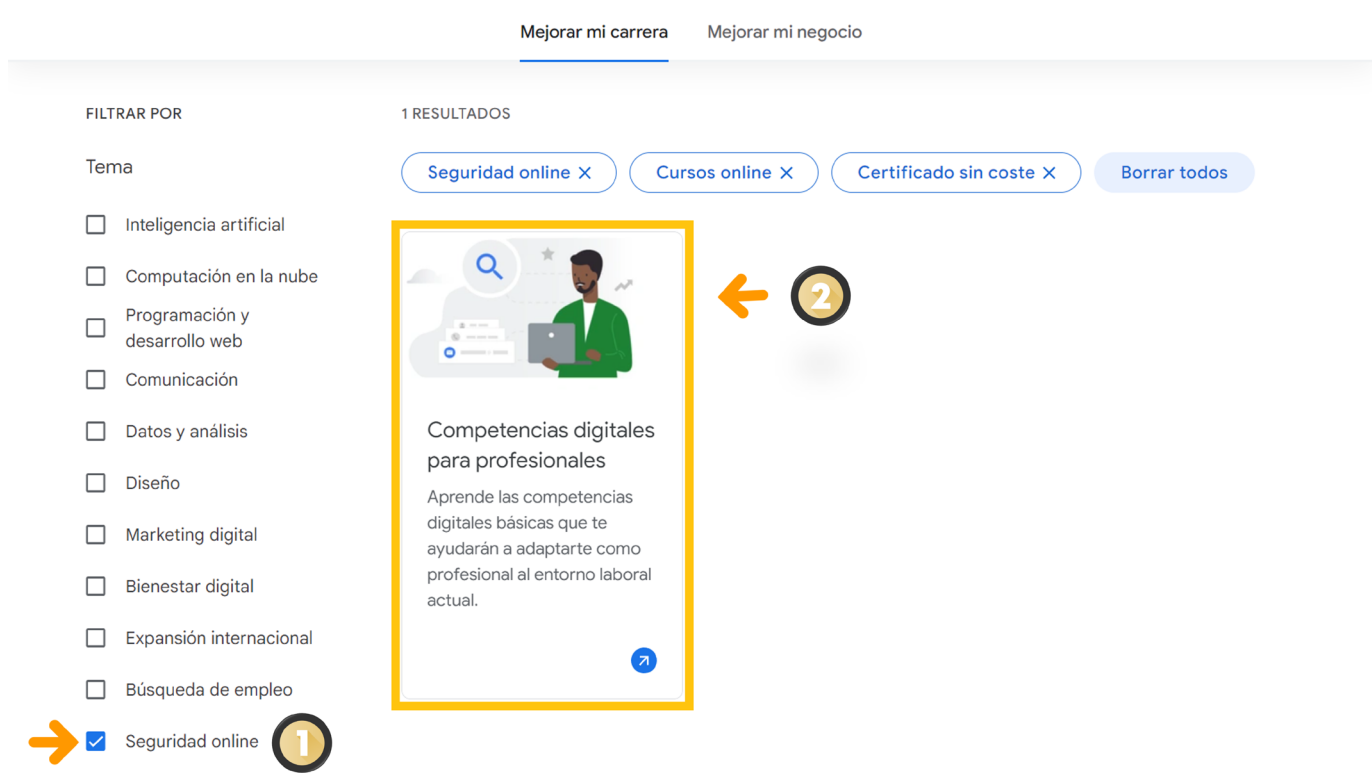 Mejorar mi carrera
Mejorar mi negocio
FILTRAR POR
Tema
Inteligencia artificial
Computación en la nube
Programación y
desarrollo web
Comunicación
Datos y análisis
Diseño
Marketing digital
Bienestar digital
Expansión internacional
Búsqueda de empleo
Seguridad online
1
1 RESULTADOS
Seguridad online
Cursos online
Certificado sin coste
Borrar todos
Competencias digitales
para profesionales
Aprende las competencias
digitales básicas que te
ayudarán a adaptarte como
profesional al entorno laboral
actual.
2